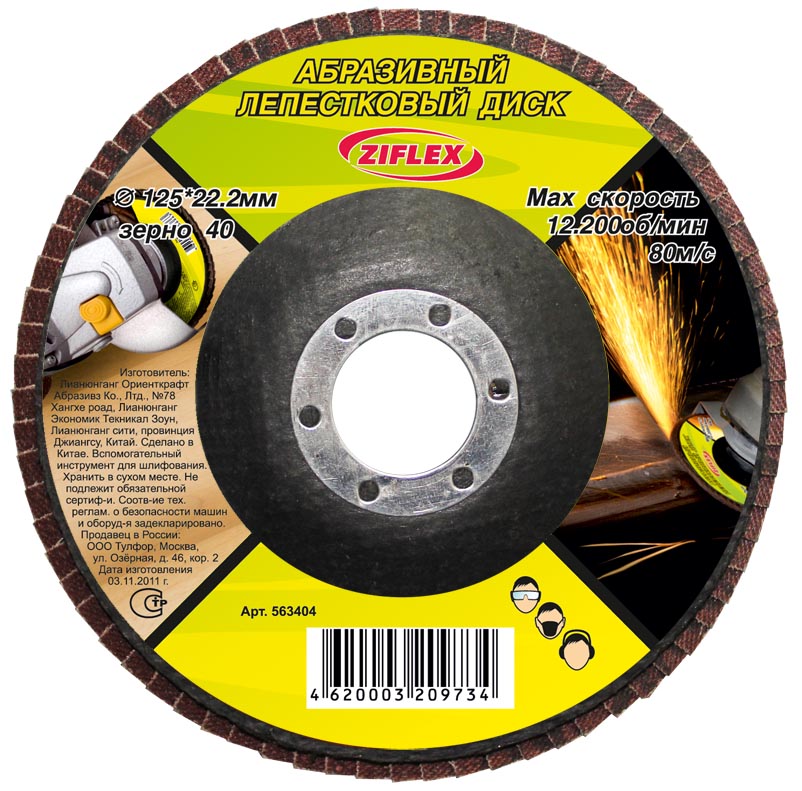 АБРАЗИВНЫЙ
ЛЕПЕСТКОВЫЙ ДИСК
ZIFLEX
Ø 125*22.2мм
зерно 40
Max скорость
12.200об/мин
80м/с
Изготовитель:
Лианюнганг Ориенткрафт
Абразивз Ко., Лтд., №78
Хангхе роад, Лианюнганг
Экономик Текникал Зоун,
Лианюнганг сити, провинция
Джиангсу, Китай. Сделано в
Китае. Вспомогательный
инструмент для шлифования.
Хранить в сухом месте. Не
подлежит обязательной
сертиф-и. Соотв-ие тех.
реглам. о безопасности машин
и оборуд-я задекларировано.
Продавец в России:
ООО Тулфор, Москва,
ул. Озёрная, д. 46, кор. 2
Дата изготовления
03.11.2011 г.
СТР
Арт. 563404
4 620003 209734